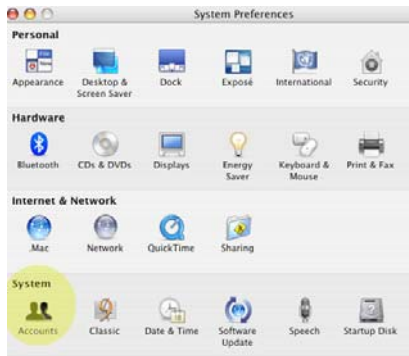 System Preferences
Personal
Appearance Desktop & Screen Saver Dock Exposé International Security
Hardware
Bluetooth CDs & DVDs Displays Energy Saver Keyboard & Mouse Print & Fax
Internet & Network
.Mac Network QuickTime Sharing
System
Accounts Classic Date & Time Software Update Speech Startup Disk